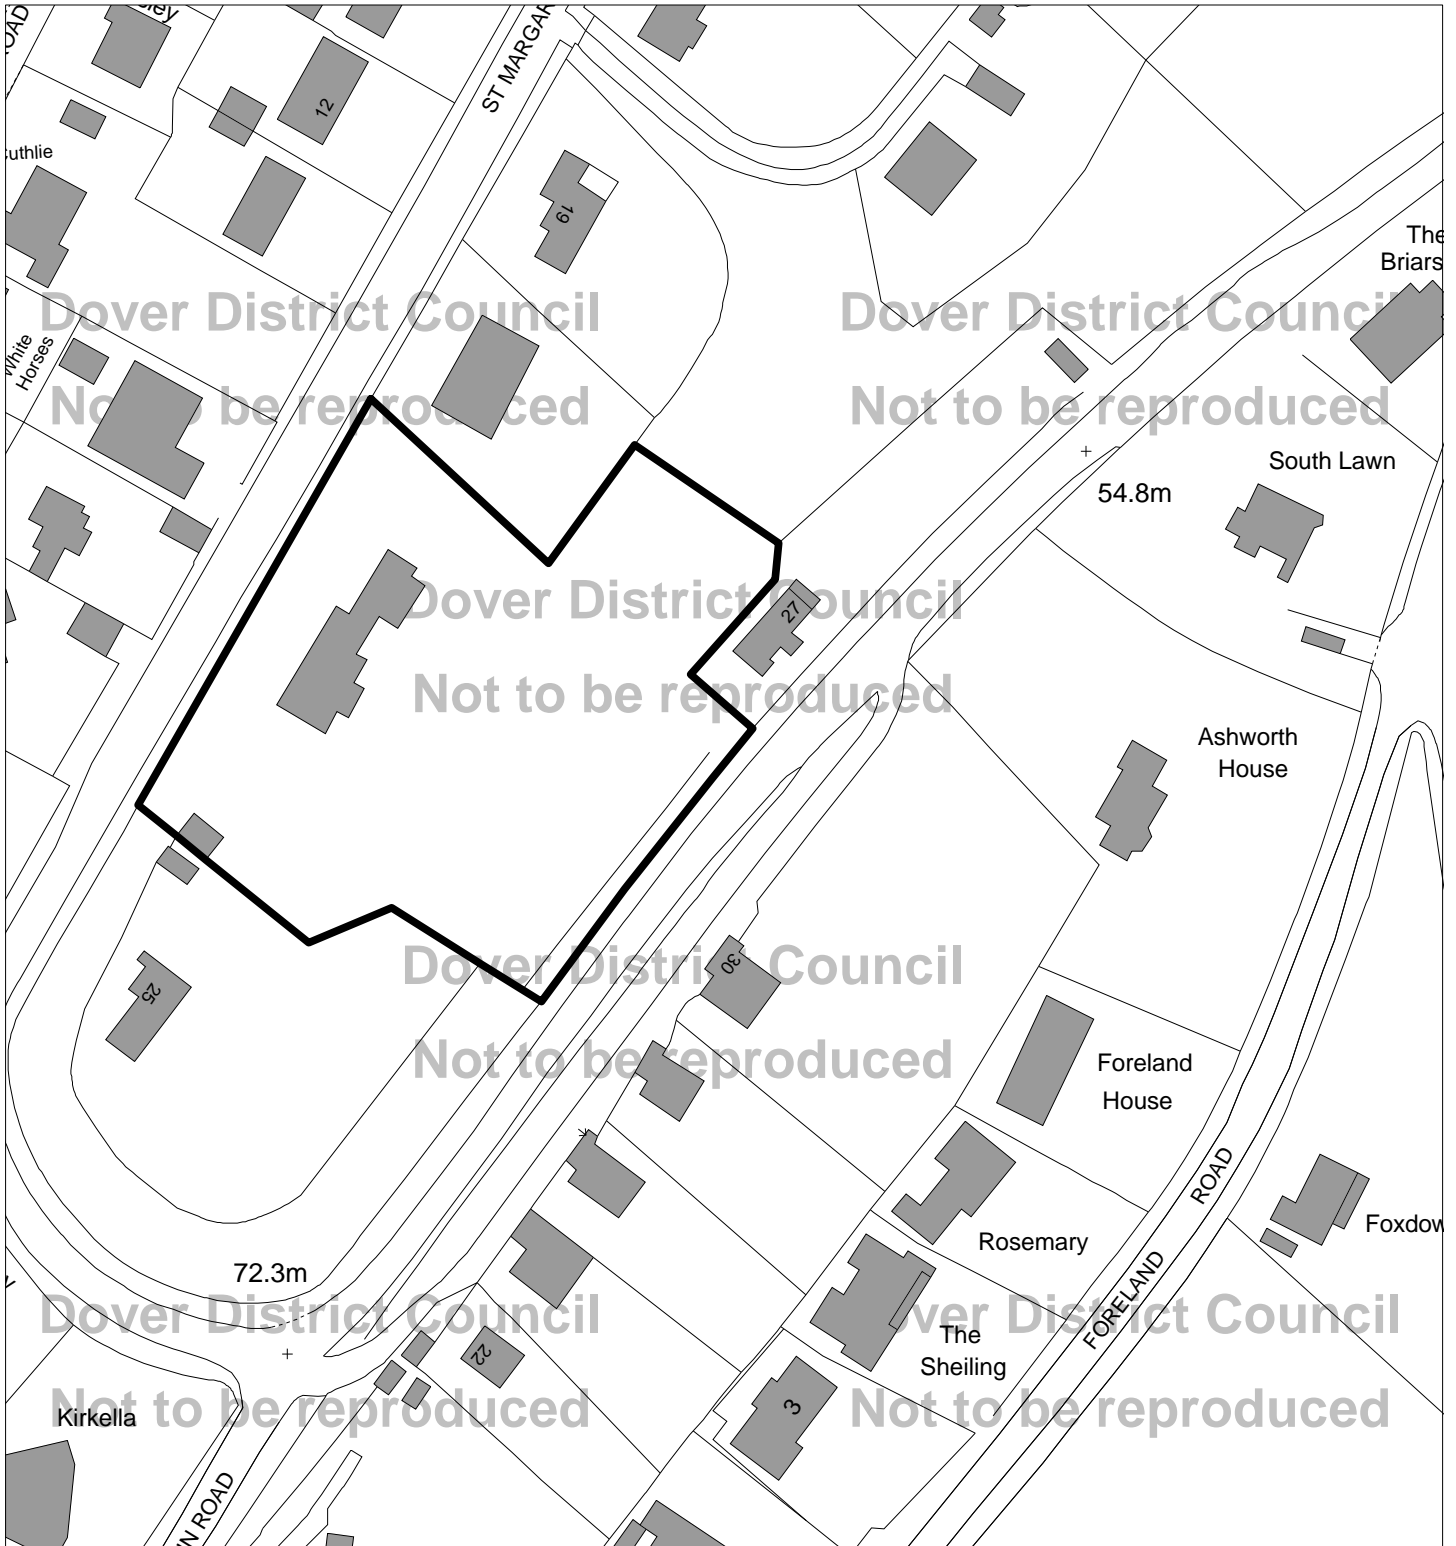 ST MARGAR
12
19
The
Briars
White
Horses
Dover District Council
Dover District Council
Not to be reproduced
Not to be reproduced
South Lawn
54.8m
Dover District Council
27
Not to be reproduced
Ashworth
House
Dover District Council
30
25
Not to be reproduced
Foreland
House
ROAD
FORELAND
Foxdow
Rosemary
72.3m
Dover District Council
Dover District Council
The
Sheiling
22
3
Not to be reproduced
Not to be reproduced
Kirkella
ROAD